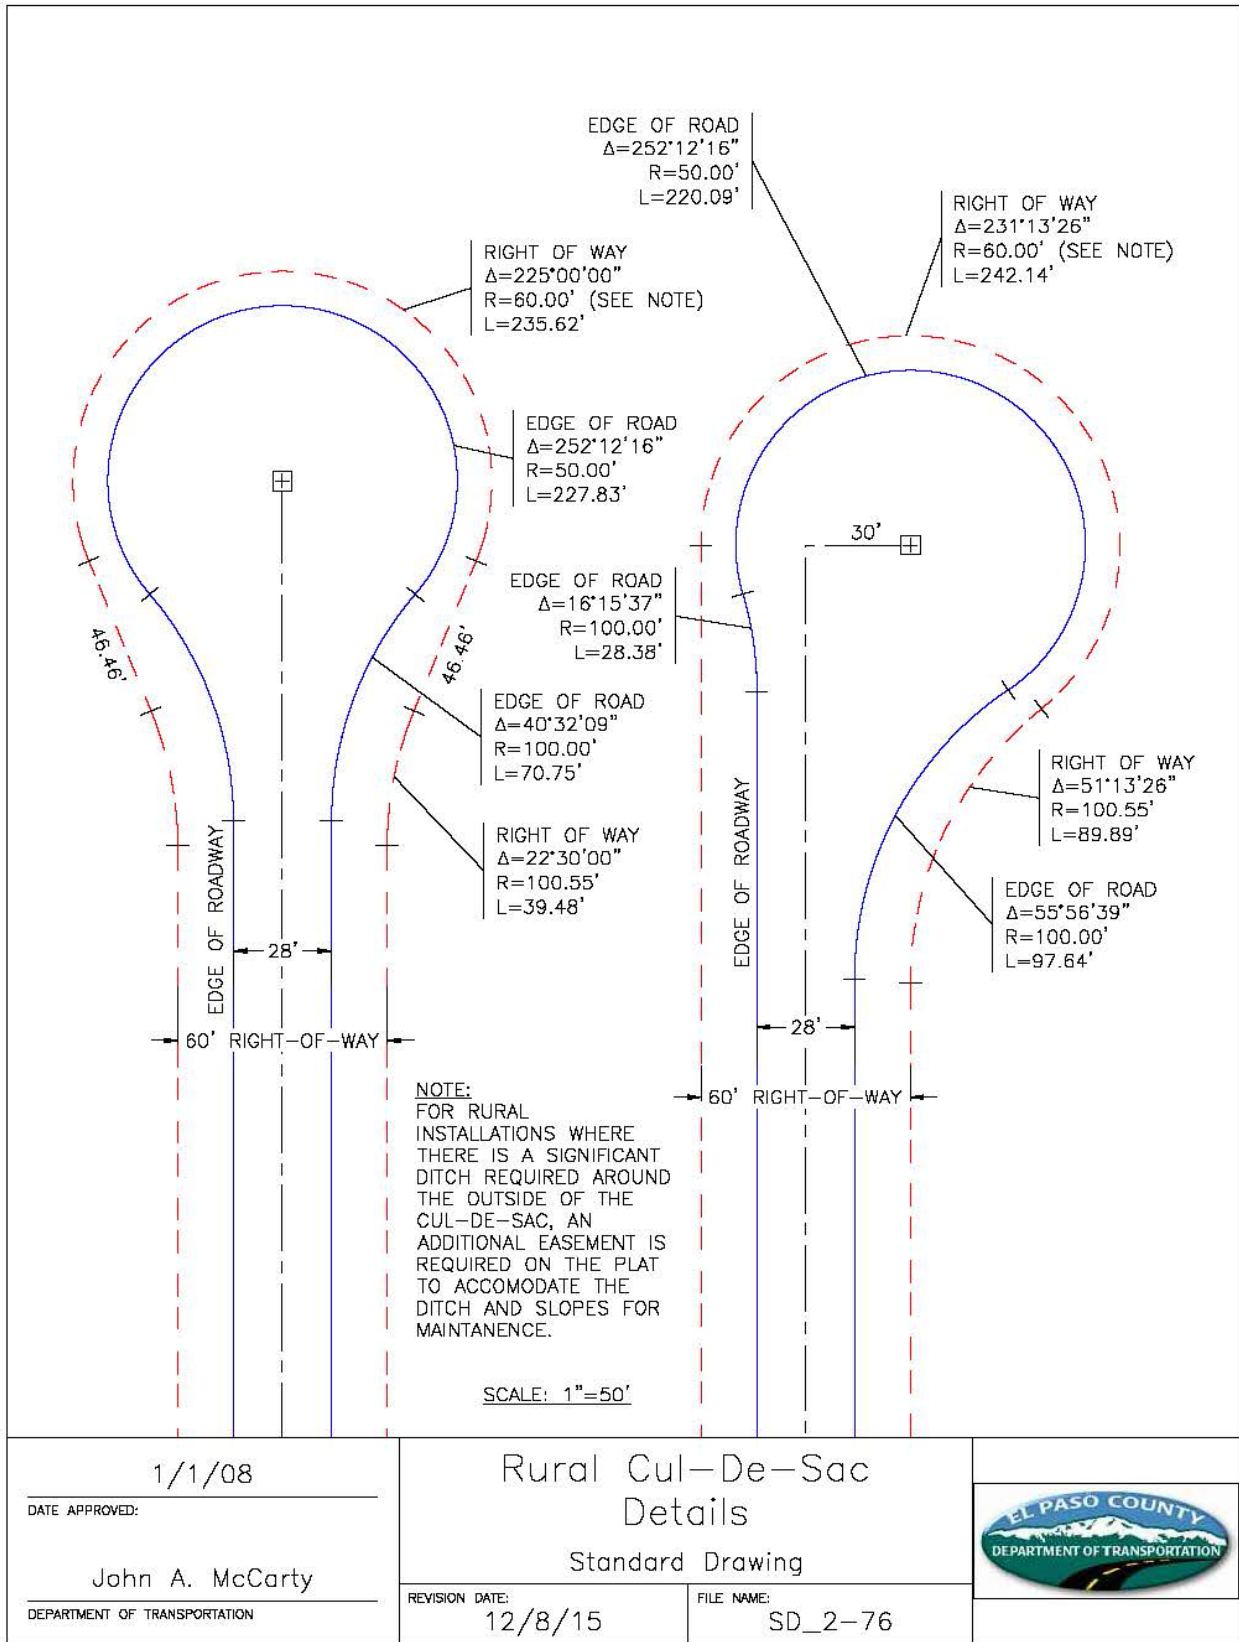 EDGE OF ROAD
Δ=252°12'16"
R=50.00'
L=220.09'
RIGHT OF WAY
Δ=231°13'26"
R=60.00' (SEE NOTE)
L=242.14'
RIGHT OF WAY
Δ=225°00'00"
R=60.00' (SEE NOTE)
L=235.62'
EDGE OF ROAD
Δ=252°12'16"
R=50.00'
L=227.83'
30'
EDGE OF ROAD
Δ=16°15'37"
R=100.00'
L=28.38'
46.46'
46.46'
EDGE OF ROAD
Δ=40°32'09"
R=100.00'
L=70.75'
RIGHT OF WAY
Δ=51°13'26"
R=100.55'
L=89.89'
RIGHT OF WAY
Δ=22°30'00"
R=100.55'
L=39.48'
EDGE OF ROAD
Δ=55°56'39"
R=100.00'
L=97.64'
EDGE OF ROADWAY
EDGE OF ROADWAY
28'
60' RIGHT-OF-WAY
28'
60' RIGHT-OF-WAY
NOTE:
FOR RURAL
INSTALLATIONS WHERE
THERE IS A SIGNIFICANT
DITCH REQUIRED AROUND
THE OUTSIDE OF THE
CUL-DE-SAC, AN
ADDITIONAL EASEMENT IS
REQUIRED ON THE PLAT
TO ACCOMODATE THE
DITCH AND SLOPES FOR
MAINTANENCE.
SCALE: 1"=50'
1/1/08
DATE APPROVED:
John A. McCarty
DEPARTMENT OF TRANSPORTATION
Rural Cul-De-Sac
Details
Standard Drawing
REVISION DATE:
12/8/15
FILE NAME:
SD_2-76
EL PASO COUNTY
DEPARTMENT OF TRANSPORTATION